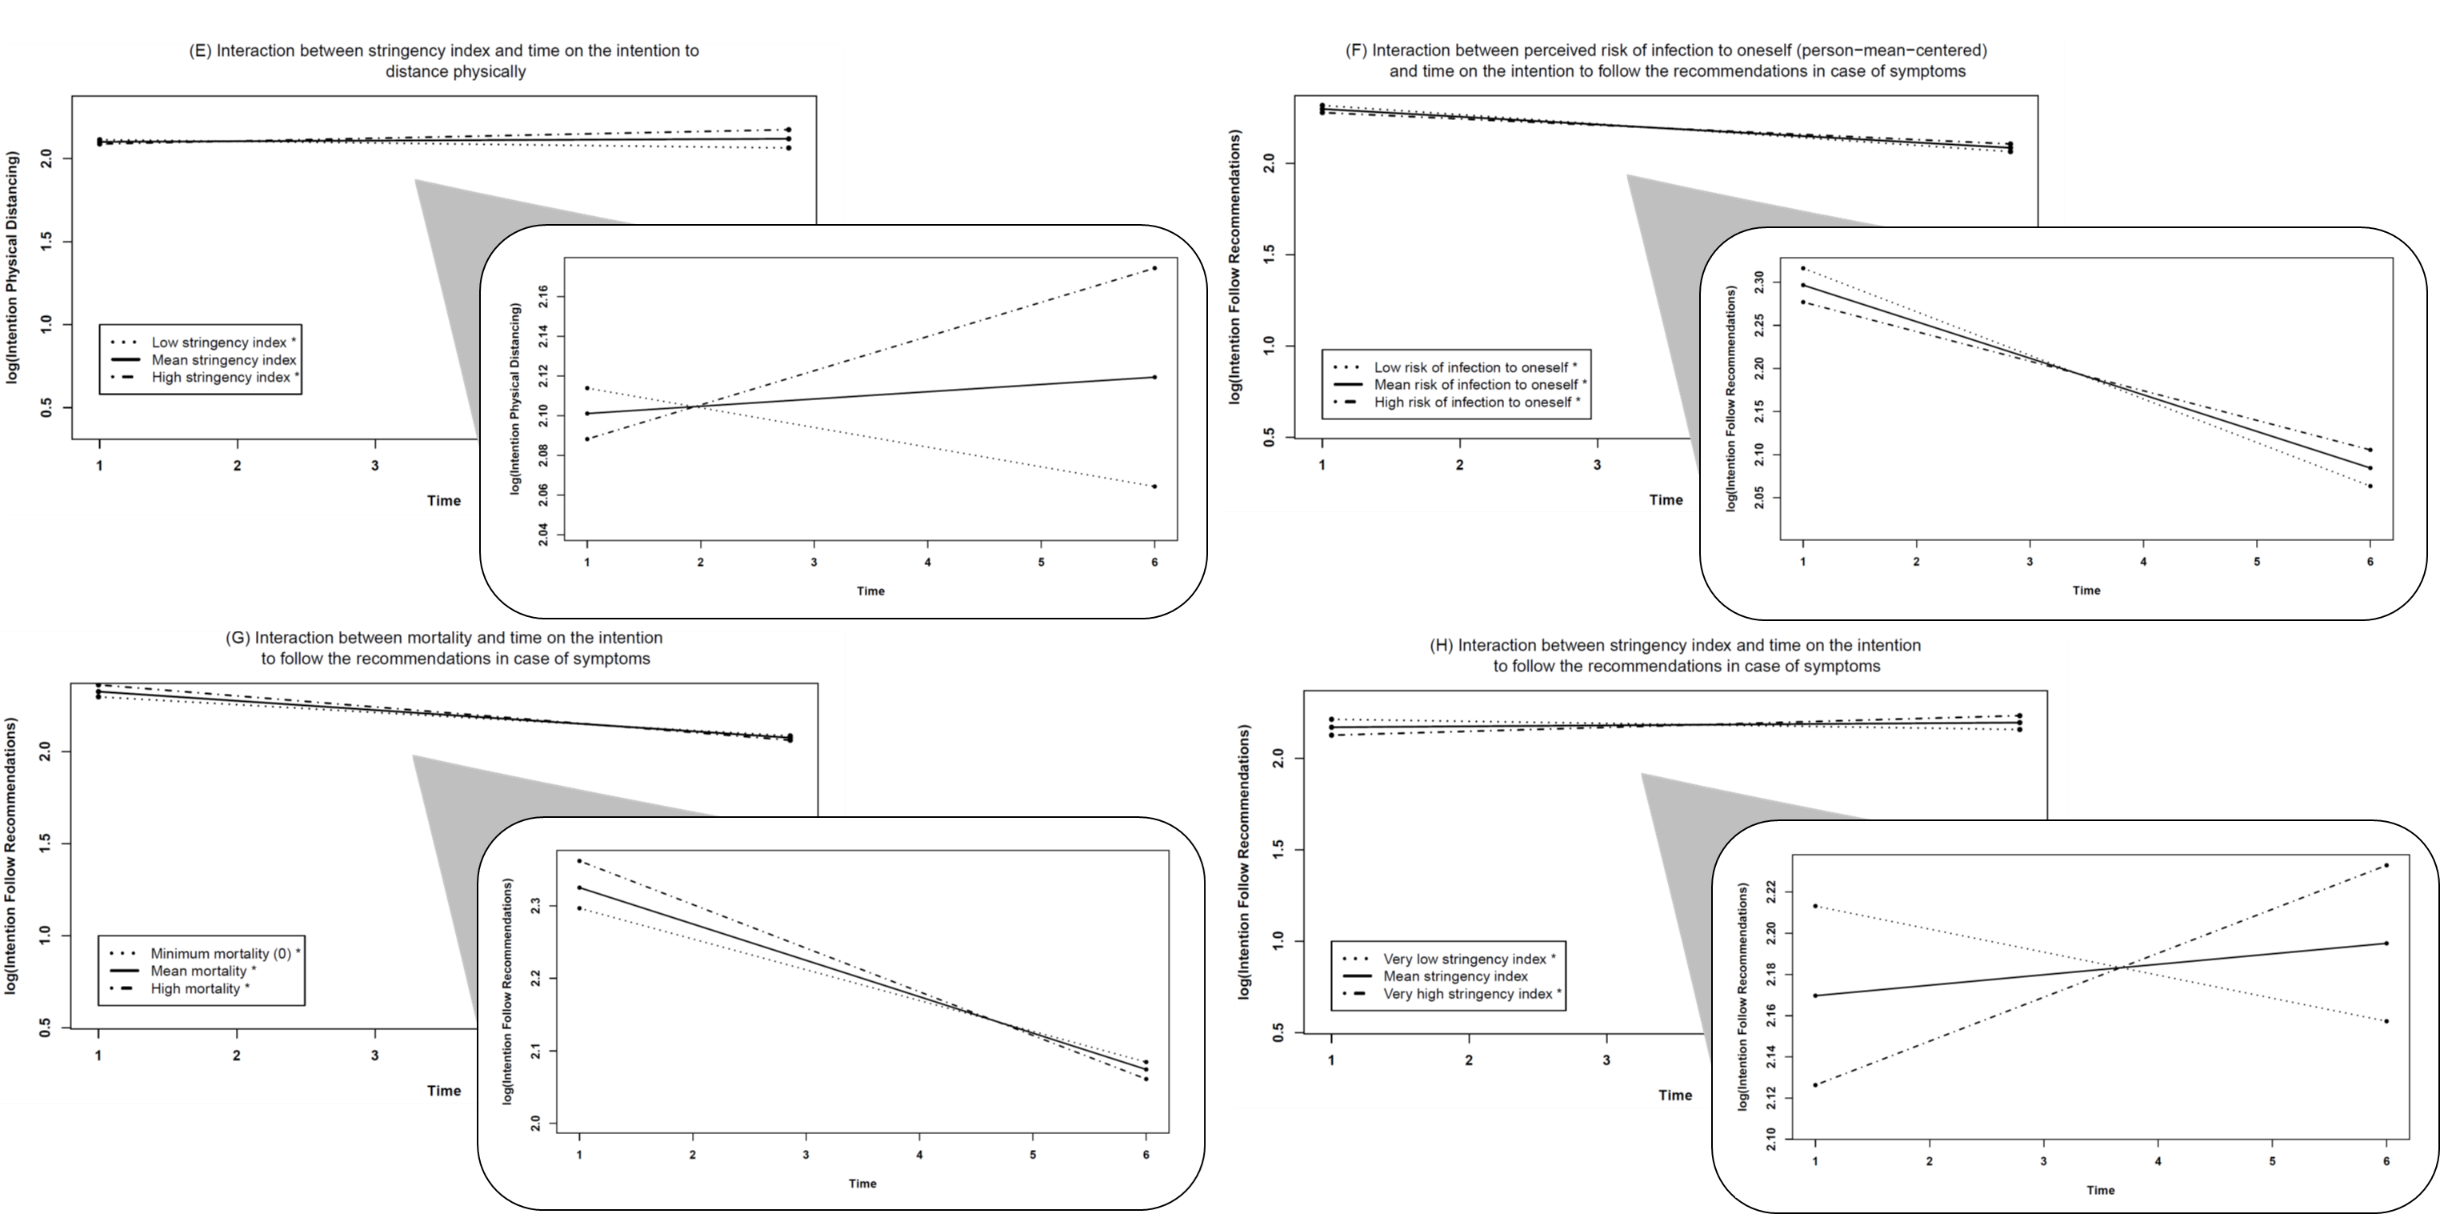 (E) Interaction between stringency index and time on the intention to
distance physically
log(Intention Physical Distancing)
2.0
1.5
1.0
0.5
Low stringency index *
Mean stringency index
High stringency index *
1 2 3
Time
log(Intention Physical Distancing)
2.16
2.14
2.12
2.10
2.08
2.06
2.04
1 2 3 4 5 6
Time
(F) Interaction between perceived risk of infection to oneself (person−mean−centered)
and time on the intention to follow the recommendations in case of symptoms
log(Intention Follow Recommendations)
2.0
1.5
1.0
0.5
Low risk of infection to oneself *
Mean risk of infection to oneself *
High risk of infection to oneself *
1 2 3
Time
log(Intention Follow Recommendations)
2.30
2.25
2.20
2.15
2.10
2.05
1 2 3 4 5 6
Time
(G) Interaction between mortality and time on the intention
to follow the recommendations in case of symptoms
log(Intention Follow Recommendations)
2.0
1.5
1.0
0.5
Minimum mortality (0) *
Mean mortality *
High mortality *
1 2 3
Time
log(Intention Follow Recommendations)
2.3
2.2
2.1
2.0
1 2 3 4 5 6
Time
(H) Interaction between stringency index and time on the intention
to follow the recommendations in case of symptoms
log(Intention Follow Recommendations)
2.0
1.5
1.0
0.5
Very low stringency index *
Mean stringency index
Very high stringency index *
1 2 3
Time
log(Intention Follow Recommendations)
2.22
2.20
2.18
2.16
2.14
2.12
2.10
1 2 3 4 5 6
Time